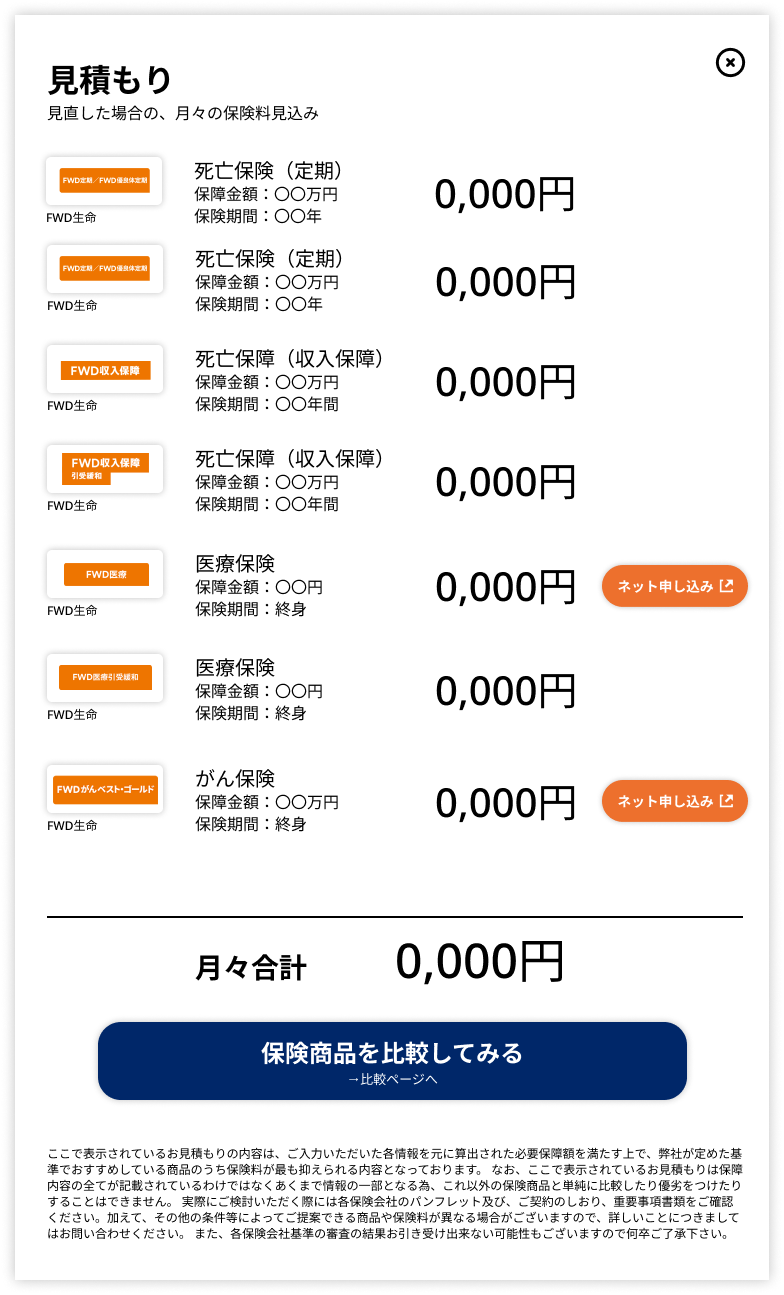 見積もり
見直した場合の、月々の保険料見込み
FWD定期／FWD優良体定期
FWD生命
死亡保険（定期）
保障金額：〇〇万円
保険期間：〇〇年
0,000円
FWD定期／FWD優良体定期
FWD生命
死亡保険（定期）
保障金額：〇〇万円
保険期間：〇〇年
0,000円
FWD収入保障
FWD生命
死亡保障（収入保障）
保障金額：〇〇万円
保険期間：〇〇年間
0,000円
FWD収入保障
引受緩和
FWD生命
死亡保障（収入保障）
保障金額：〇〇万円
保険期間：〇〇年間
0,000円
FWD医療
FWD生命
医療保険
保障金額：〇〇円
保険期間：終身
0,000円
ネット申し込み
FWD医療引受緩和
FWD生命
医療保険
保障金額：〇〇円
保険期間：終身
0,000円
FWDがんベスト・ゴールド
FWD生命
がん保険
保障金額：〇〇万円
保険期間：終身
0,000円
ネット申し込み
月々合計
0,000円
保険商品を比較してみる
→比較ページへ
ここで表示されているお見積もりの内容は、ご入力いただいた各情報を元に算出された必要保障額を満たす上で、弊社が定めた基
準でおすすめしている商品のうち保険料が最も抑えられる内容となっております。 なお、ここで表示されているお見積もりは保障
内容の全てが記載されているわけではなくあくまで情報の一部となる為、これ以外の保険商品と単純に比較したり優劣をつけたり
することはできません。 実際にご検討いただく際には各保険会社のパンフレット及び、ご契約のしおり、重要事項書類をご確認
ください。加えて、その他の条件等によってご提案できる商品や保険料が異なる場合がございますので、詳しいことにつきまして
はお問い合わせください。 また、各保険会社基準の審査の結果お引き受け出来ない可能性もございますので何卒ご了承下さい。